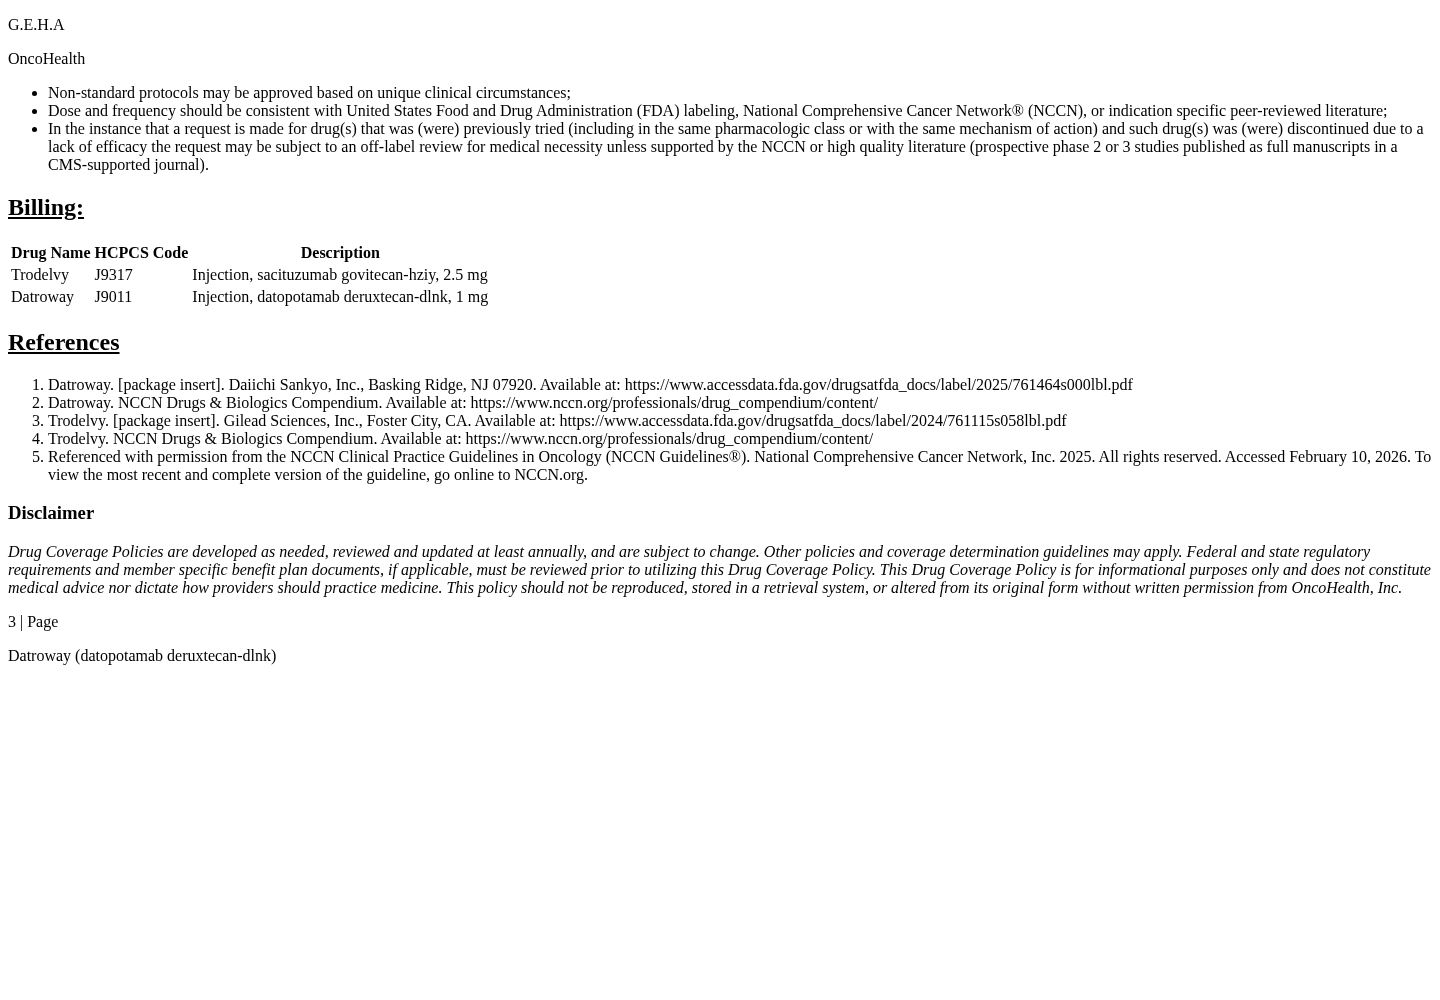 G.E.H.A
OncoHealth
• Non-standard protocols may be approved based on unique clinical circumstances;
• Dose and frequency should be consistent with United States Food and Drug Administration (FDA) labeling, National Comprehensive Cancer Network® (NCCN), or indication specific peer-reviewed literature;
• In the instance that a request is made for drug(s) that was (were) previously tried (including in the same pharmacologic class or with the same mechanism of action) and such drug(s) was (were) discontinued due to a
lack of efficacy the request may be subject to an off-label review for medical necessity unless supported by the NCCN or high quality literature (prospective phase 2 or 3 studies published as full manuscripts in a
CMS-supported journal).
Billing:
Drug Name HCPCS Code Description
Trodelvy J9317 Injection, sacituzumab govitecan-hziy, 2.5 mg
Datroway J9011 Injection, datopotamab deruxtecan-dlnk, 1 mg
References
1. Datroway. [package insert]. Daiichi Sankyo, Inc., Basking Ridge, NJ 07920. Available at: https://www.accessdata.fda.gov/drugsatfda_docs/label/2025/761464s000lbl.pdf
2. Datroway. NCCN Drugs & Biologics Compendium. Available at: https://www.nccn.org/professionals/drug_compendium/content/
3. Trodelvy. [package insert]. Gilead Sciences, Inc., Foster City, CA. Available at: https://www.accessdata.fda.gov/drugsatfda_docs/label/2024/761115s058lbl.pdf
4. Trodelvy. NCCN Drugs & Biologics Compendium. Available at: https://www.nccn.org/professionals/drug_compendium/content/
5. Referenced with permission from the NCCN Clinical Practice Guidelines in Oncology (NCCN Guidelines®). National Comprehensive Cancer Network, Inc. 2025. All rights reserved. Accessed February 10, 2026. To
view the most recent and complete version of the guideline, go online to NCCN.org.
Disclaimer
Drug Coverage Policies are developed as needed, reviewed and updated at least annually, and are subject to change. Other policies and coverage determination guidelines may apply. Federal and state regulatory
requirements and member specific benefit plan documents, if applicable, must be reviewed prior to utilizing this Drug Coverage Policy. This Drug Coverage Policy is for informational purposes only and does not constitute
medical advice nor dictate how providers should practice medicine. This policy should not be reproduced, stored in a retrieval system, or altered from its original form without written permission from OncoHealth, Inc.
3 | Page
Datroway (datopotamab deruxtecan-dlnk)